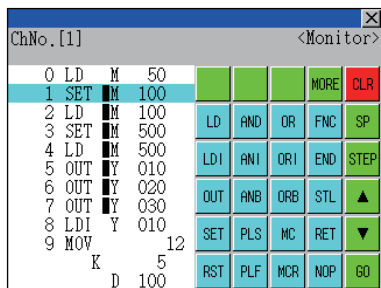 ChNo.[1] <Monitor>
0 LD M 50
1 SET M 100
2 LD M 100
3 SET M 500
4 LD M 500
5 OUT Y 010
6 OUT Y 020
7 OUT Y 030
8 LDI Y 010
9 MOV 12
K 5
D 100
MORE CLR
LD AND OR FNC SP
LDI ANI ORI END STEP
OUT ANB ORB STL ▲
SET PLS MC RET ▼
RST PLF MCR NOP GO